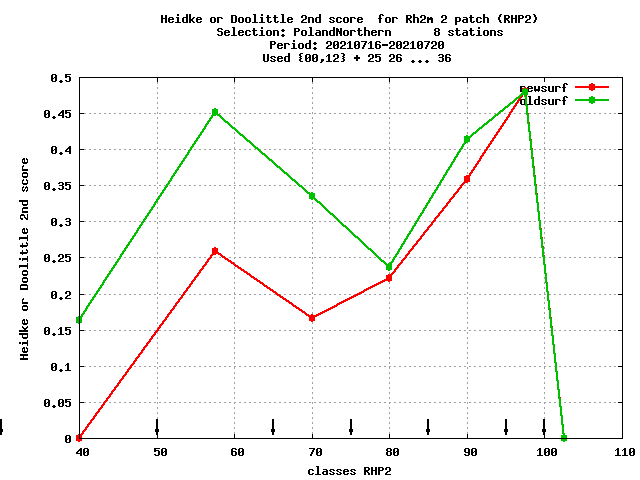 Heidke or Doolittle 2nd score  for Rh2m 2 patch (RHP2)
Selection: PolandNorthern      8 stations
Period: 20210716-20210720
Used {00,12} + 25 26 ... 36
newsurf
oldsurf
0.5
0.45
0.4
0.35
0.3
0.25
0.2
0.15
0.1
0.05
0
Heidke or Doolittle 2nd score
40 50 60 70 80 90 100 110
classes RHP2